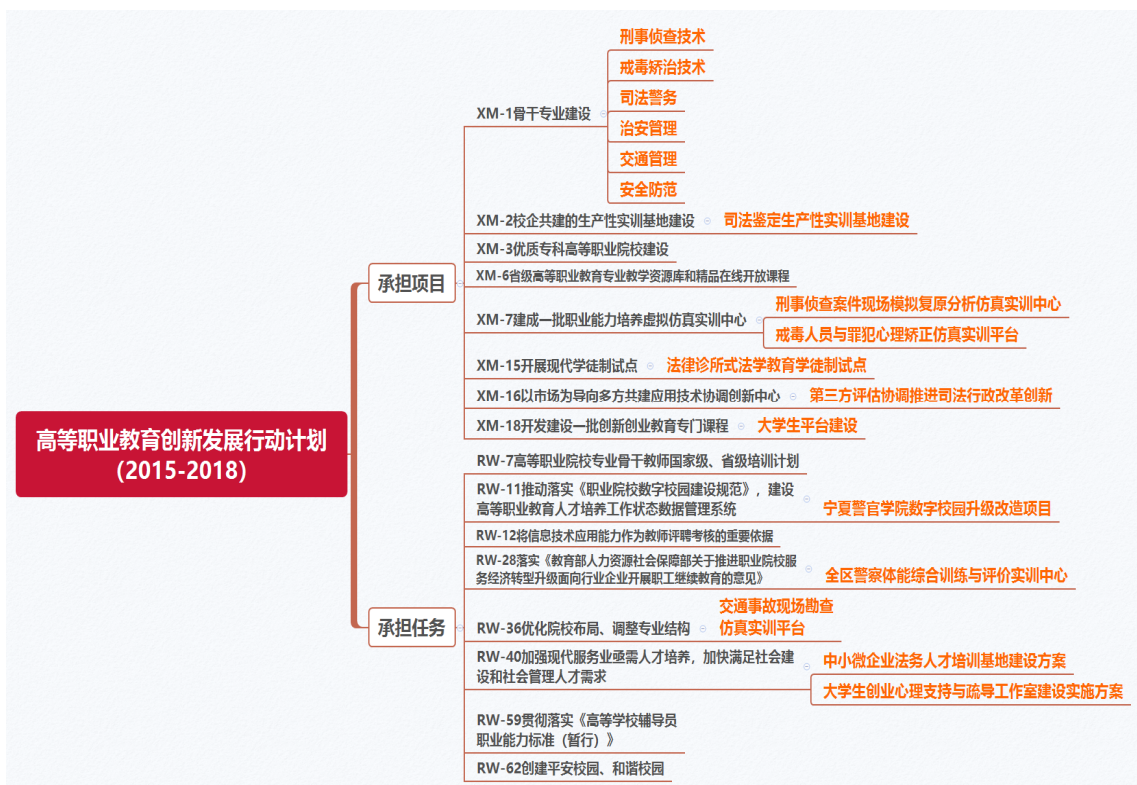 高等职业教育创新发展行动计划
（2015-2018）
承担项目
XM-1骨干专业建设
刑事侦查技术
戒毒矫治技术
司法警务
治安管理
交通管理
安全防范
XM-2校企共建的生产性实训基地建设
司法鉴定生产性实训基地建设
XM-3优质专科高等职业院校建设
XM-6省级高等职业教育专业教学资源库和精品在线开放课程
XM-7建成一批职业能力培养虚拟仿真实训中心
刑事侦查案件现场模拟复原分析仿真实训中心
戒毒人员与罪犯心理矫正仿真实训平台
XM-15开展现代学徒制试点
法律诊所式法学教育学徒制试点
XM-16以市场为导向多方共建应用技术协调创新中心
第三方评估协调推进司法行政改革创新
XM-18开发建设一批创新创业教育专门课程
大学生平台建设
承担任务
RW-7高等职业院校专业骨干教师国家级、省级培训计划
RW-11推动落实《职业院校数字校园建设规范》，建设
高等职业教育人才培养工作状态数据管理系统
宁夏警官学院数字校园升级改造项目
RW-12将信息技术应用能力作为教师评聘考核的重要依据
RW-28落实《教育部人力资源社会保障部关于推进职业院校服
务经济转型升级面向行业企业开展职工继续教育的意见》
全区警察体能综合训练与评价实训中心
RW-36优化院校布局、调整专业结构
交通事故现场勘查
仿真实训平台
RW-40加强现代服务业亟需人才培养，加快满足社会建
设和社会管理人才需求
中小微企业法务人才培训基地建设方案
大学生创业心理支持与疏导工作室建设实施方案
RW-59贯彻落实《高等学校辅导员
职业能力标准（暂行）》
RW-62创建平安校园、和谐校园